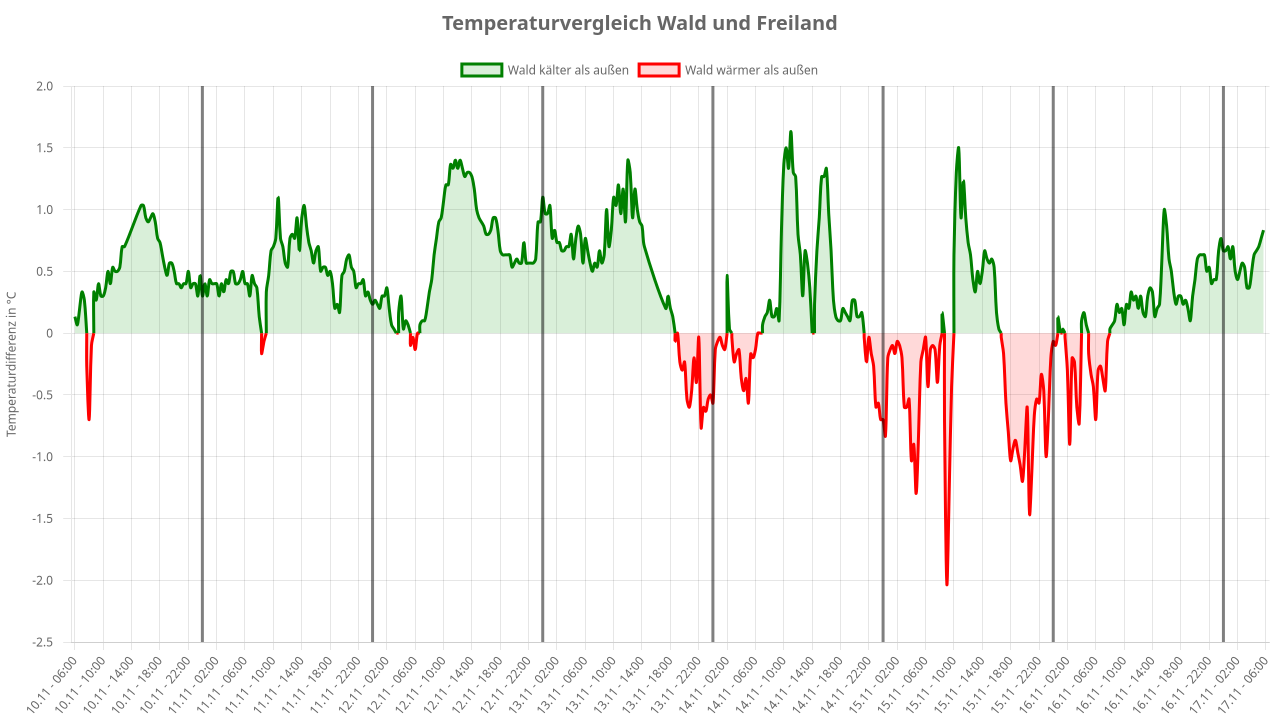 Temperaturvergleich Wald und Freiland
Wald kälter als außen
Wald wärmer als außen
Temperaturdifferenz in °C
2.0
1.5
1.0
0.5
0
-0.5
-1.0
-1.5
-2.0
-2.5
10.11 - 06:00
10.11 - 10:00
10.11 - 14:00
10.11 - 18:00
10.11 - 22:00
11.11 - 02:00
11.11 - 06:00
11.11 - 10:00
11.11 - 14:00
11.11 - 18:00
11.11 - 22:00
12.11 - 02:00
12.11 - 06:00
12.11 - 10:00
12.11 - 14:00
12.11 - 18:00
12.11 - 22:00
13.11 - 02:00
13.11 - 06:00
13.11 - 10:00
13.11 - 14:00
13.11 - 18:00
13.11 - 22:00
14.11 - 02:00
14.11 - 06:00
14.11 - 10:00
14.11 - 14:00
14.11 - 18:00
14.11 - 22:00
15.11 - 02:00
15.11 - 06:00
15.11 - 10:00
15.11 - 14:00
15.11 - 18:00
15.11 - 22:00
16.11 - 02:00
16.11 - 06:00
16.11 - 10:00
16.11 - 14:00
16.11 - 18:00
16.11 - 22:00
17.11 - 02:00
17.11 - 06:00